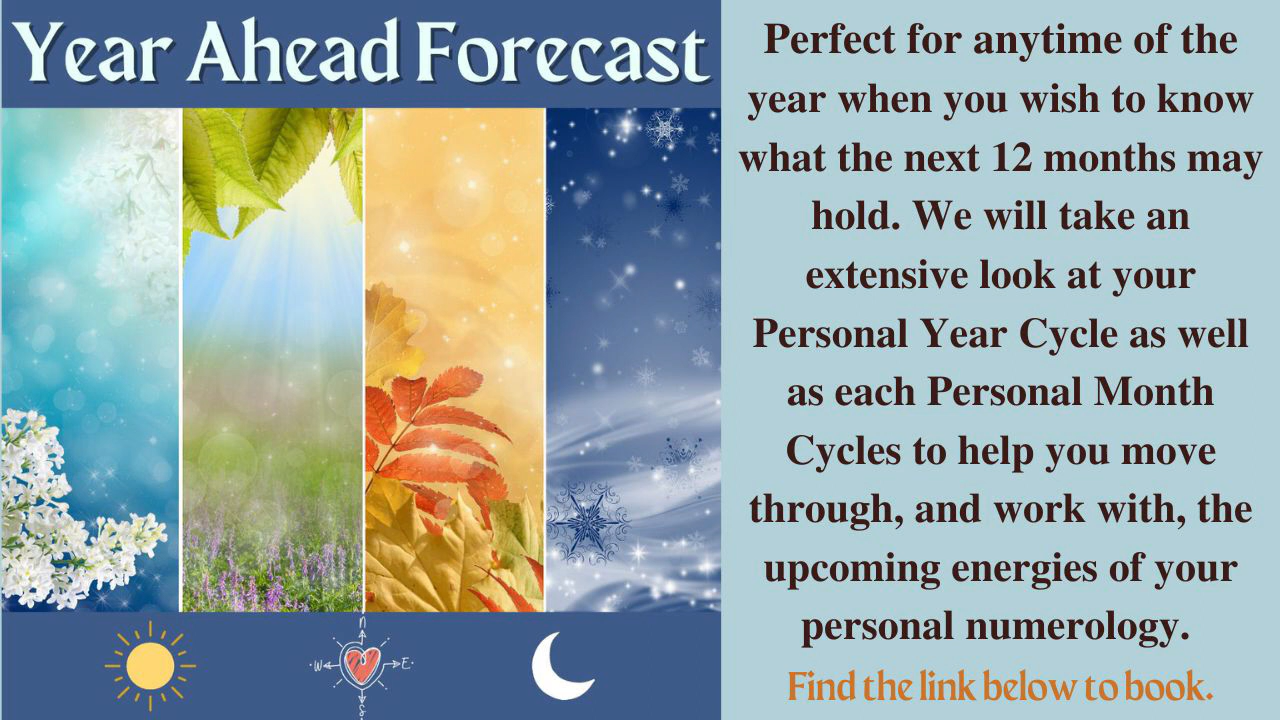 Year Ahead Forecast
Perfect for anytime of the
year when you wish to know
what the next 12 months may
hold. We will take an
extensive look at your
Personal Year Cycle as well
as each Personal Month
Cycles to help you move
through, and work with, the
upcoming energies of your
personal numerology.
Find the link below to book.
n
W E
s